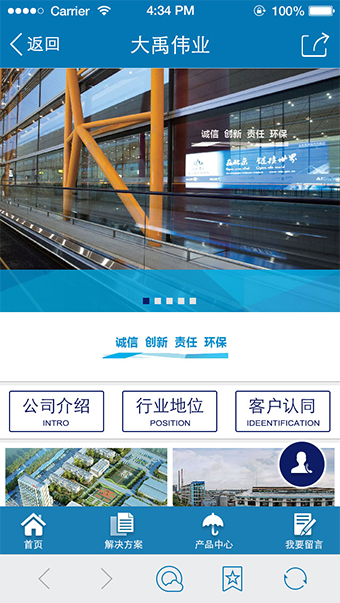 Carrier 4:34 PM 100%
返回 大禹伟业
诚信 创新 责任 环保
诚信 创新 责任 环保
公司介绍 行业地位 客户认同
INTRO POSITION IDEENTIFICATION
首页 解决方案 产品中心 我要留言